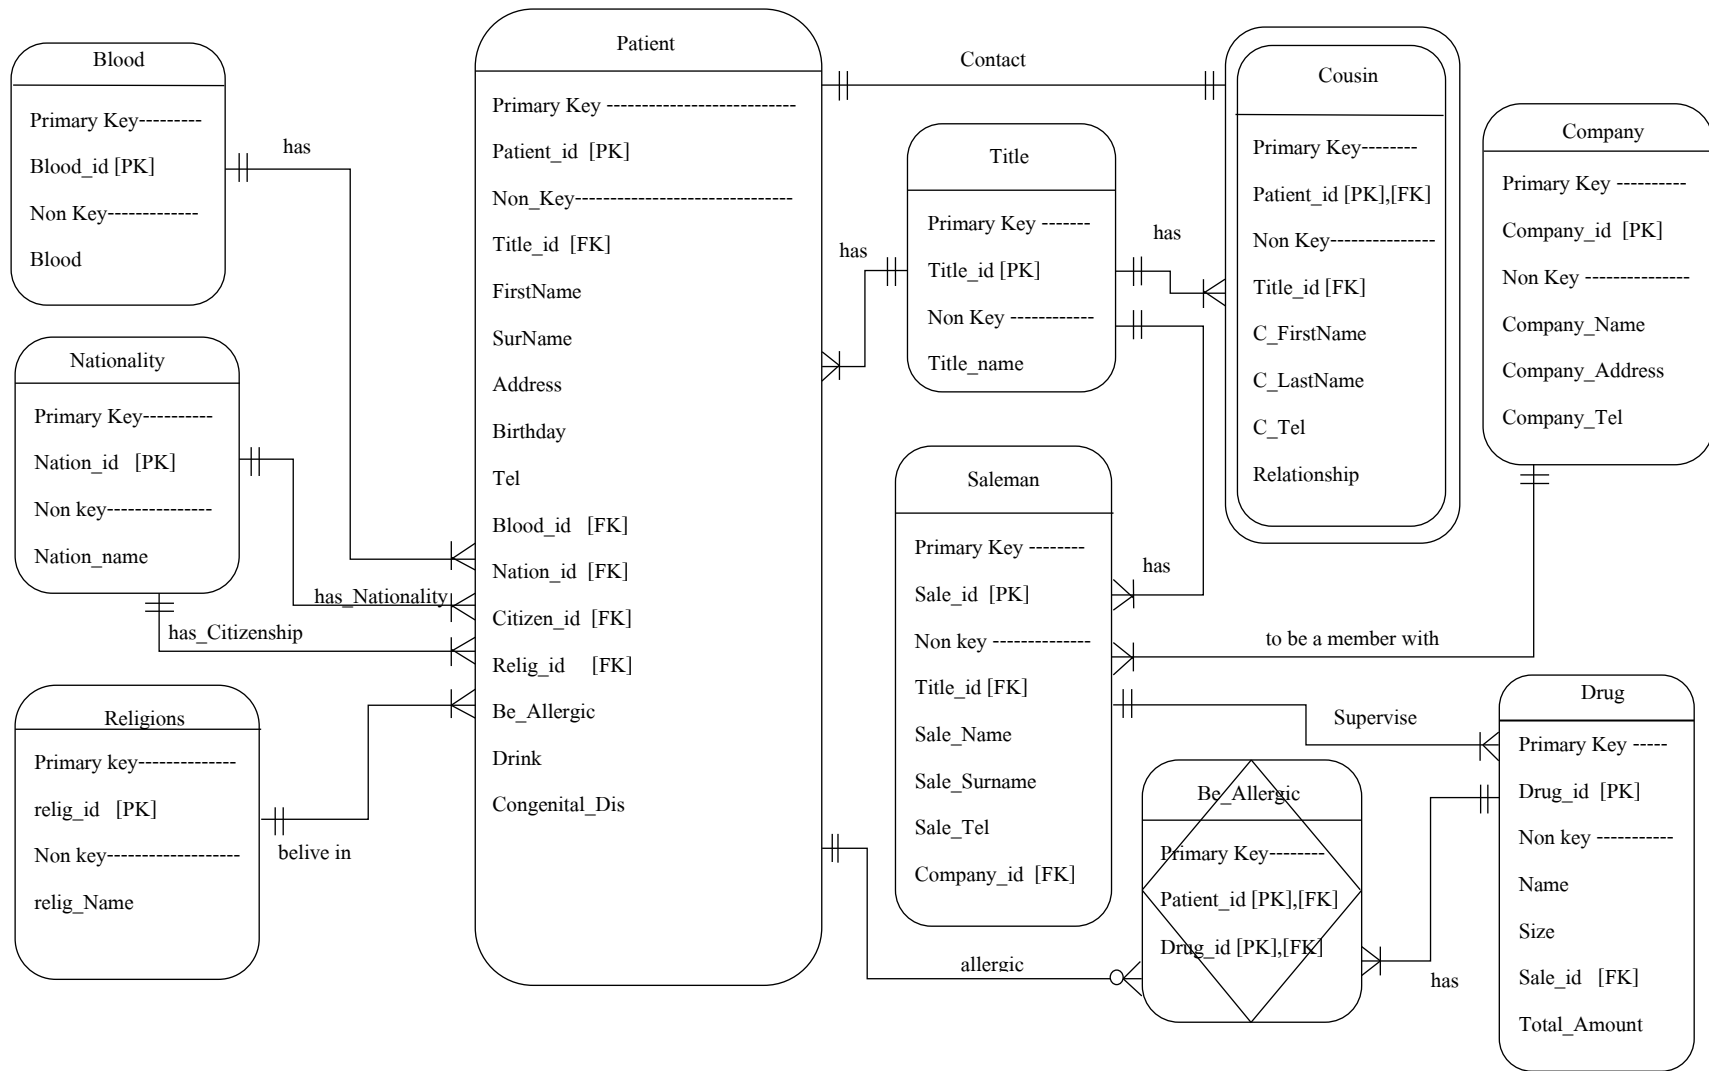 Blood
Primary Key---------
Blood_id [PK]
Non Key-------------
Blood
has
Nationality
Primary Key----------
Nation_id [PK]
Non key---------------
Nation_name
has_Nationality
has_Citizenship
Religions
Primary key--------------
relig_id [PK]
Non key-------------------
relig_Name
belive in
Patient
Primary Key ---------------------------
Patient_id [PK]
Non_Key-------------------------------
Title_id [FK]
FirstName
SurName
Address
Birthday
Tel
Blood_id [FK]
Nation_id [FK]
Citizen_id [FK]
Relig_id [FK]
Be_Allergic
Drink
Congenital_Dis
Contact
has
Title
Primary Key -------
Title_id [PK]
Non Key ------------
Title_name
has
has
Cousin
Primary Key--------
Patient_id [PK],[FK]
Non Key---------------
Title_id [FK]
C_FirstName
C_LastName
C_Tel
Relationship
Company
Primary Key ----------
Company_id [PK]
Non Key ---------------
Company_Name
Company_Address
Company_Tel
to be a member with
Saleman
Primary Key --------
Sale_id [PK]
Non key --------------
Title_id [FK]
Sale_Name
Sale_Surname
Sale_Tel
Company_id [FK]
Supervise
allergic
Be_Allergic
Primary Key--------
Patient_id [PK],[FK]
Drug_id [PK],[FK]
has
Drug
Primary Key -----
Drug_id [PK]
Non key -----------
Name
Size
Sale_id [FK]
Total_Amount